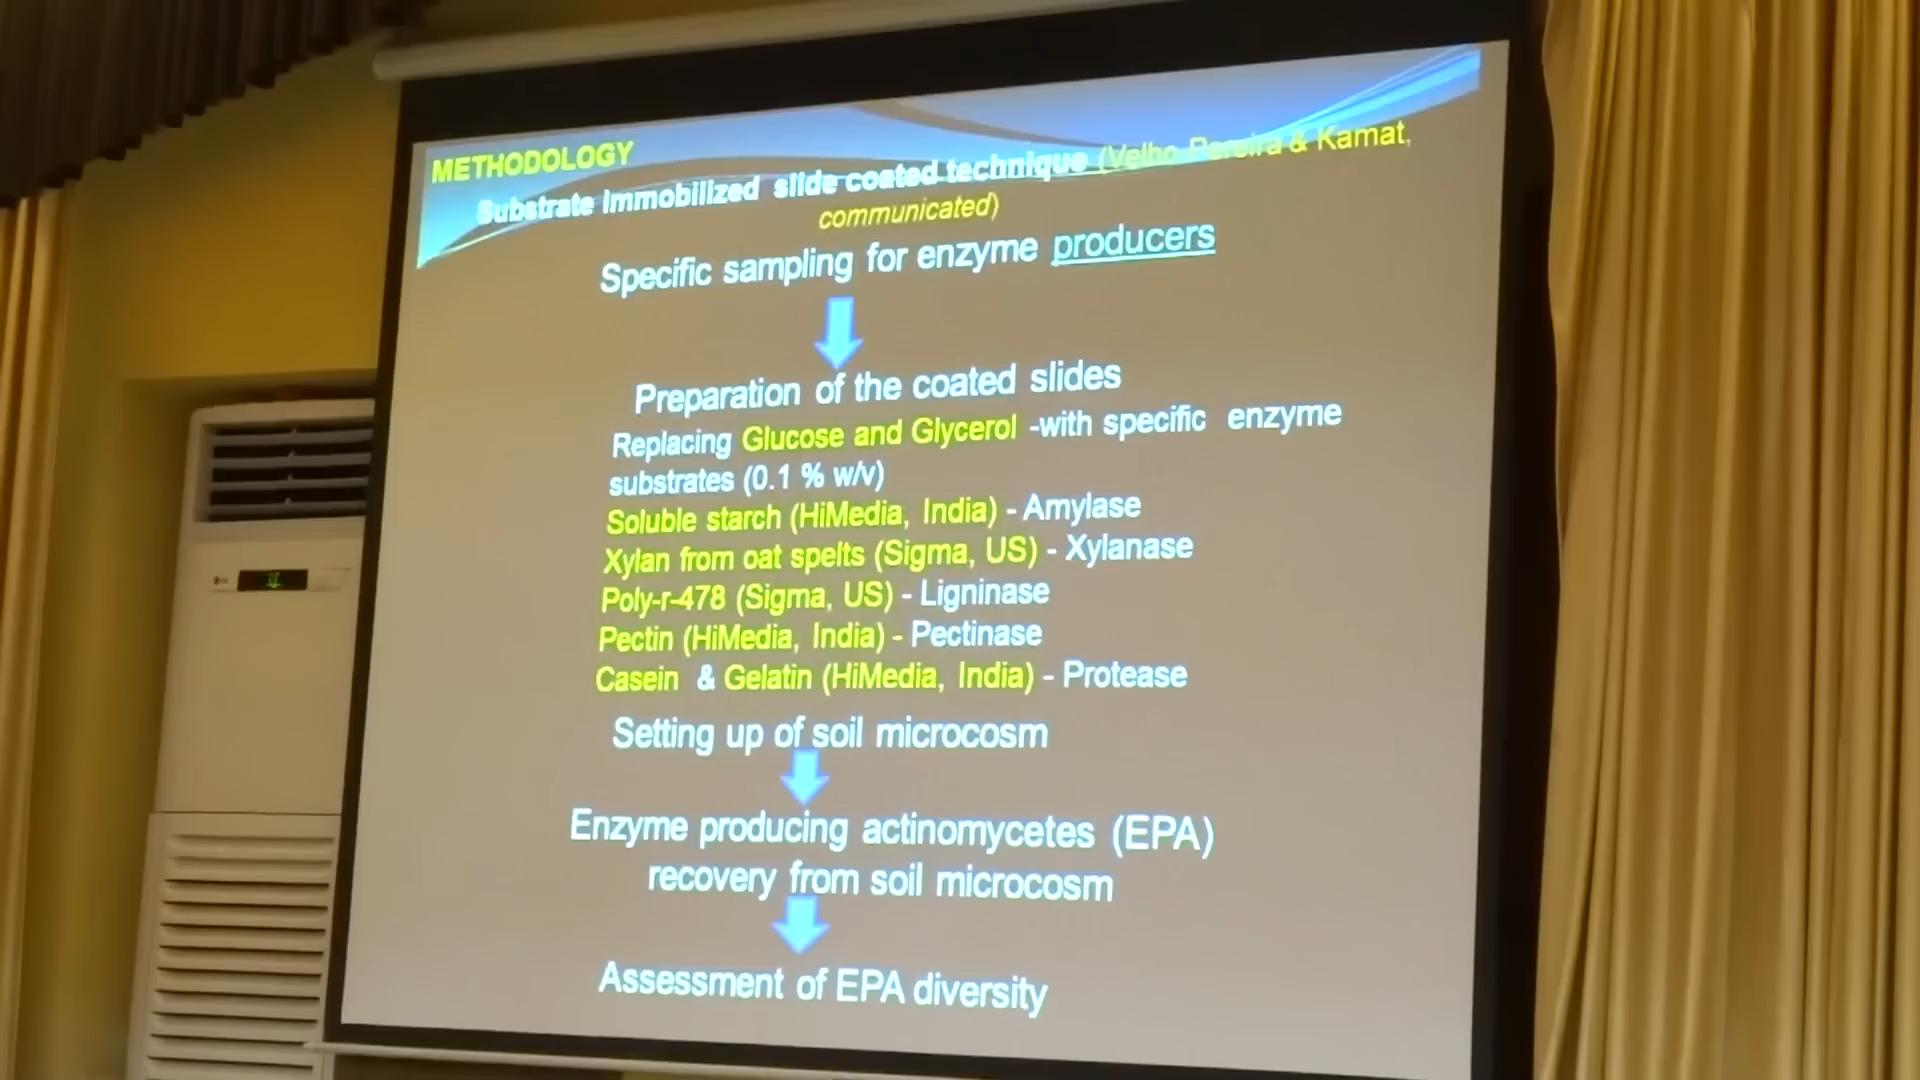 METHODOLOGY
Substrate immobilized slide coated technique (Velho-Pereira & Kamat,
communicated)
Specific sampling for enzyme producers
Preparation of the coated slides
Replacing Glucose and Glycerol -with specific enzyme
substrates (0.1 % w/v)
Soluble starch (HiMedia, India) - Amylase
Xylan from oat spelts (Sigma, US) - Xylanase
Poly-r-478 (Sigma, US) - Ligninase
Pectin (HiMedia, India) - Pectinase
Casein & Gelatin (HiMedia, India) - Protease
Setting up of soil microcosm
Enzyme producing actinomycetes (EPA)
recovery from soil microcosm
Assessment of EPA diversity